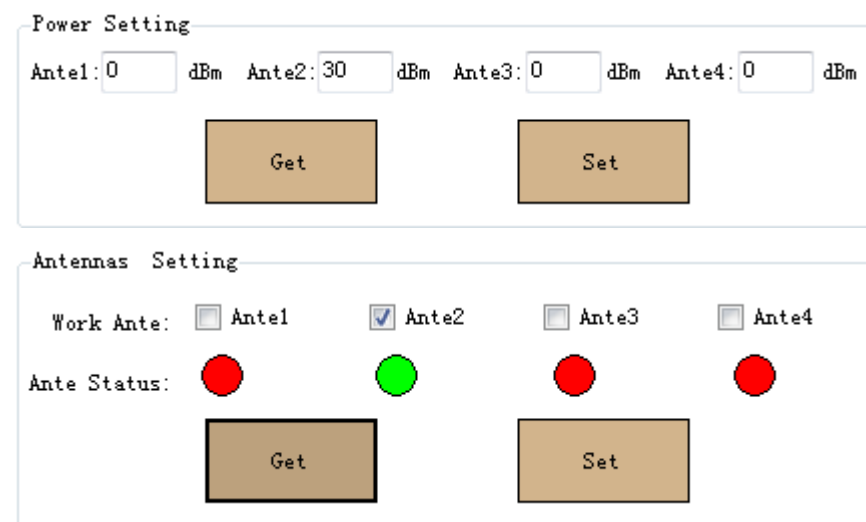 Power Setting
Ante1: 0 dBm Ante2: 30 dBm Ante3: 0 dBm Ante4: 0 dBm
Get Set
Antennas Setting
Work Ante: Ante1 Ante2 Ante3 Ante4
Ante Status:
Get Set